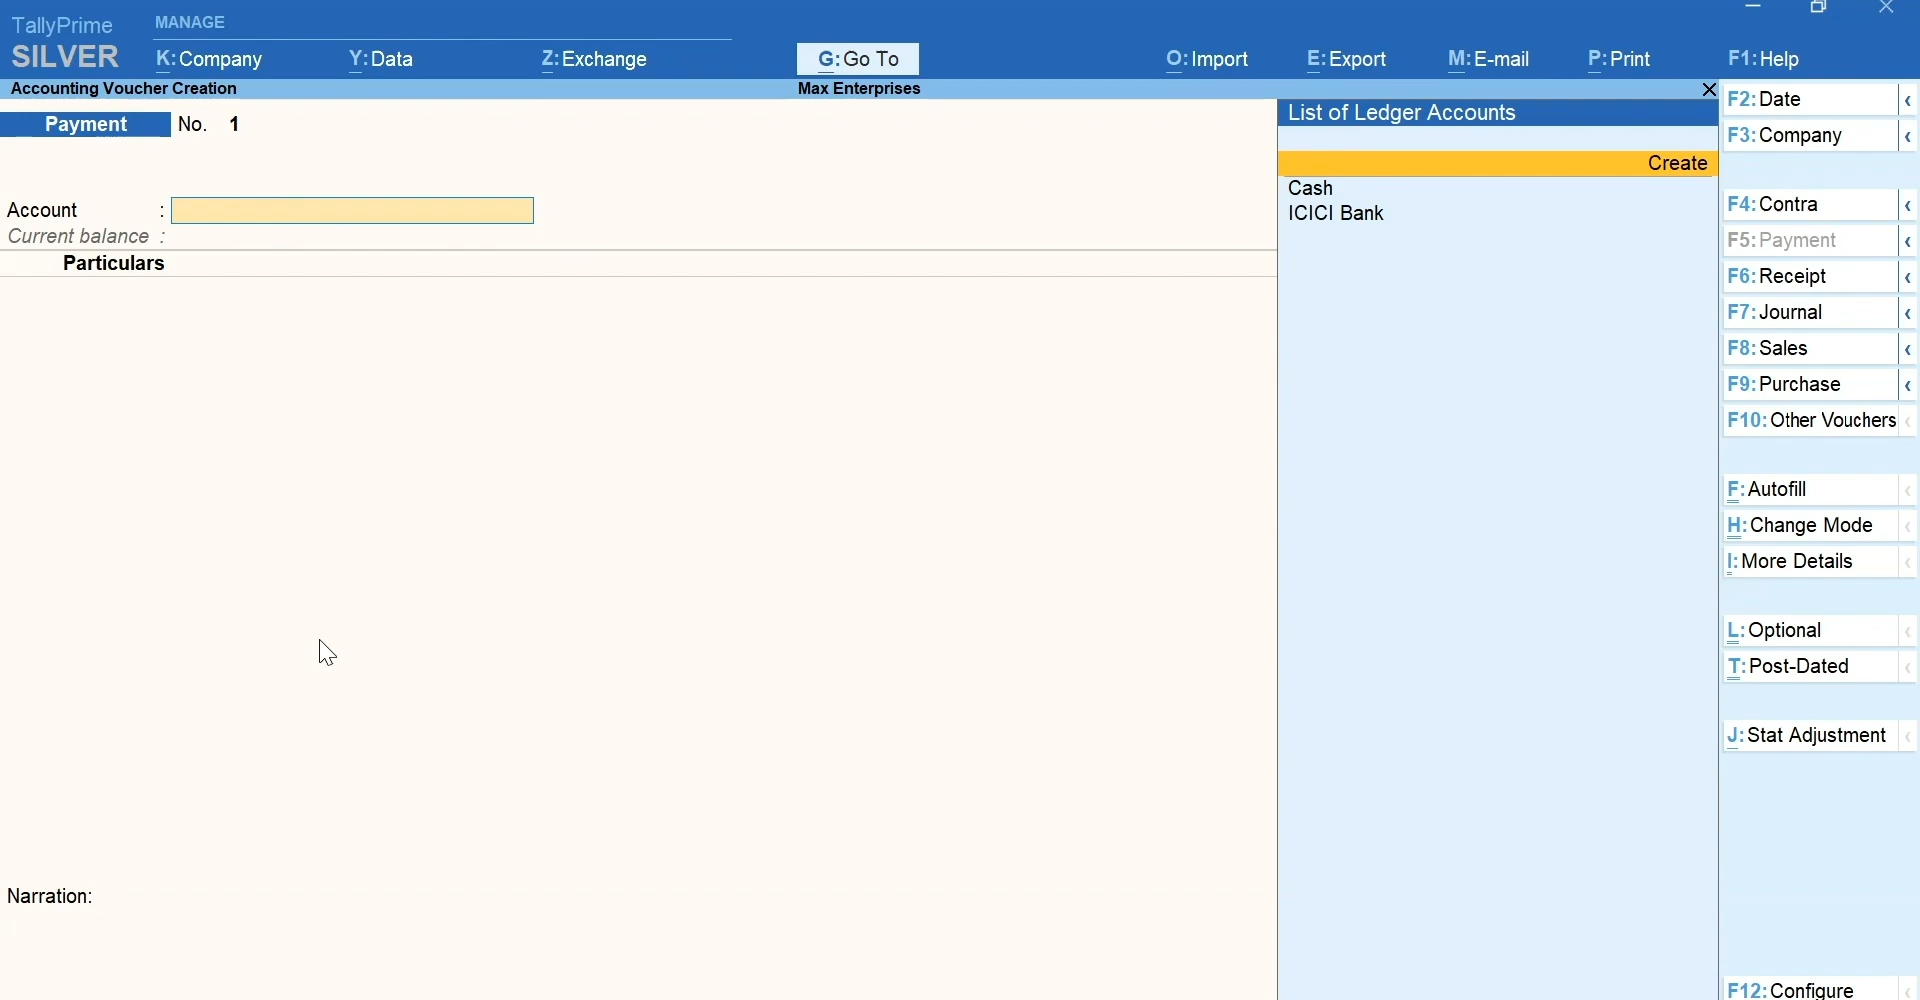 TallyPrime
SILVER
MANAGE
K: Company Y: Data Z: Exchange G: Go To O: Import E: Export M: E-mail P: Print F1: Help
Accounting Voucher Creation Max Enterprises
Payment No. 1
Account :
Current balance :
Particulars
Narration:
List of Ledger Accounts
Create
Cash
ICICI Bank
F2: Date
F3: Company
F4: Contra
F5: Payment
F6: Receipt
F7: Journal
F8: Sales
F9: Purchase
F10: Other Vouchers
F: Autofill
H: Change Mode
I: More Details
L: Optional
T: Post-Dated
J: Stat Adjustment
F12: Configure